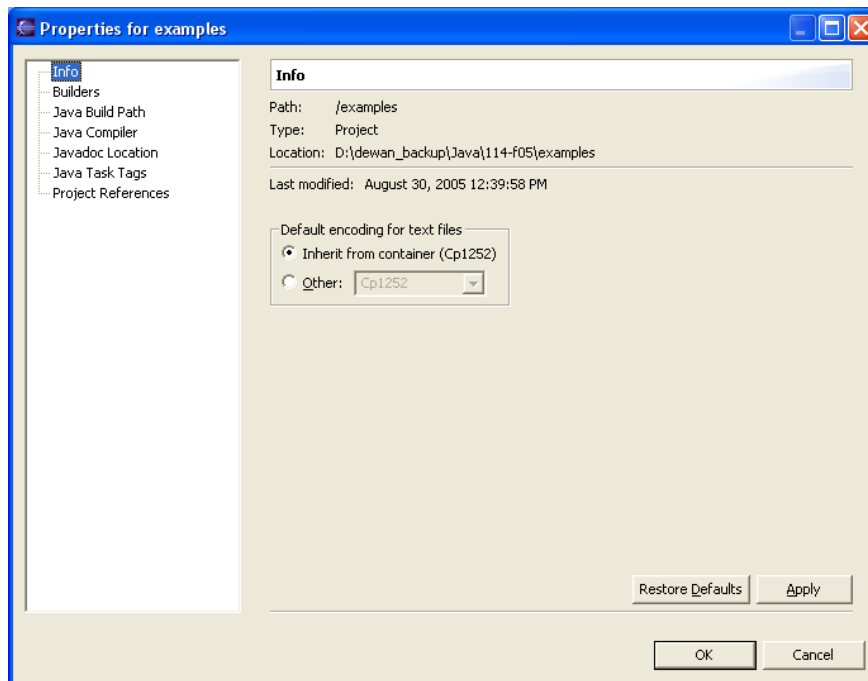 Properties for examples
Info
Builders
Java Build Path
Java Compiler
Javadoc Location
Java Task Tags
Project References
Info
Path: /examples
Type: Project
Location: D:\dewan_backup\Java\114-f05\examples
Last modified: August 30, 2005 12:39:58 PM
Default encoding for text files
Inherit from container (Cp1252)
Other: Cp1252
Restore Defaults Apply
OK Cancel